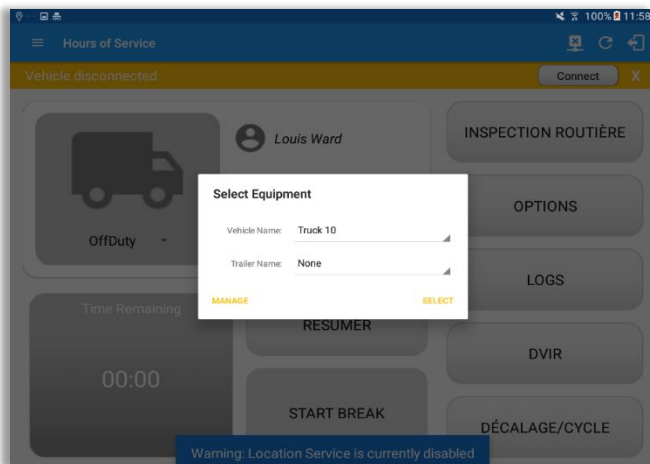 100% 11:58
Hours of Service
Vehicle disconnected
Connect
X
Louis Ward
OffDuty
INSPECTION ROUTIÈRE
OPTIONS
LOGS
DVIR
DÉCALAGE/CYCLE
Select Equipment
Vehicle Name: Truck 10
Trailer Name: None
MANAGE
SELECT
Time Remaining
00:00
RESUMER
START BREAK
Warning: Location Service is currently disabled